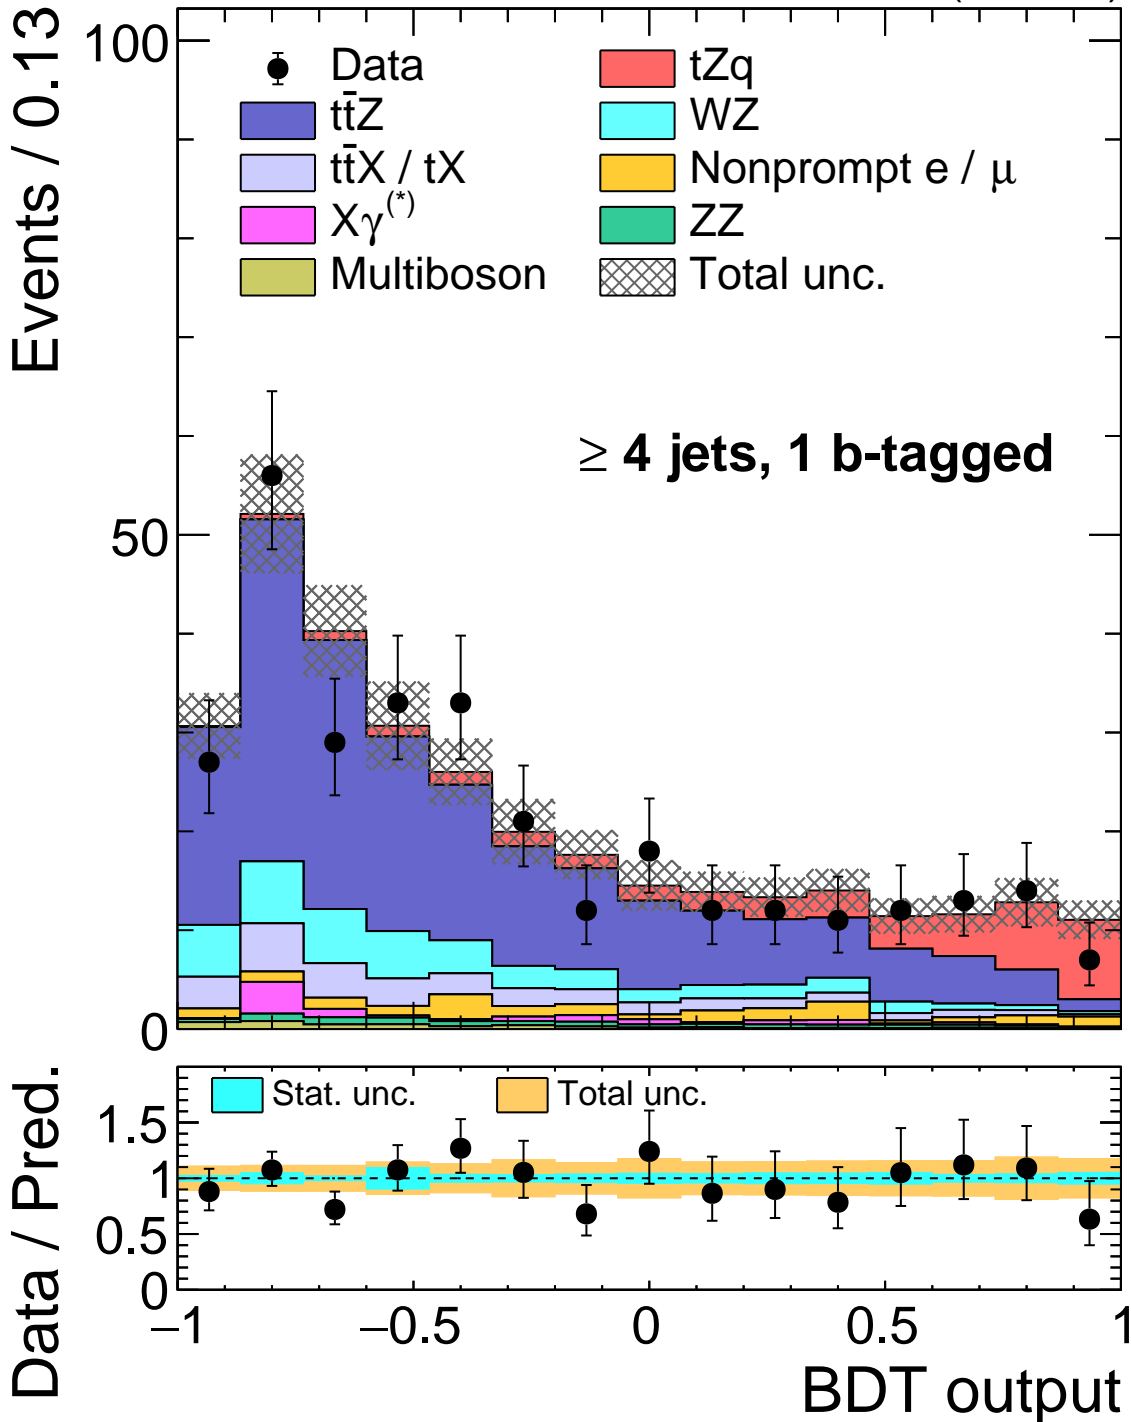 Events / 0.13
100
50
0
Data
tZq
tt̄Z
WZ
tt̄X / tX
Nonprompt e / μ
Xγ(*)
ZZ
Multiboson
Total unc.
≥ 4 jets, 1 b-tagged
Data / Pred.
1.5
1
0.5
0
Stat. unc.
Total unc.
−1
−0.5
0
0.5
1
BDT output